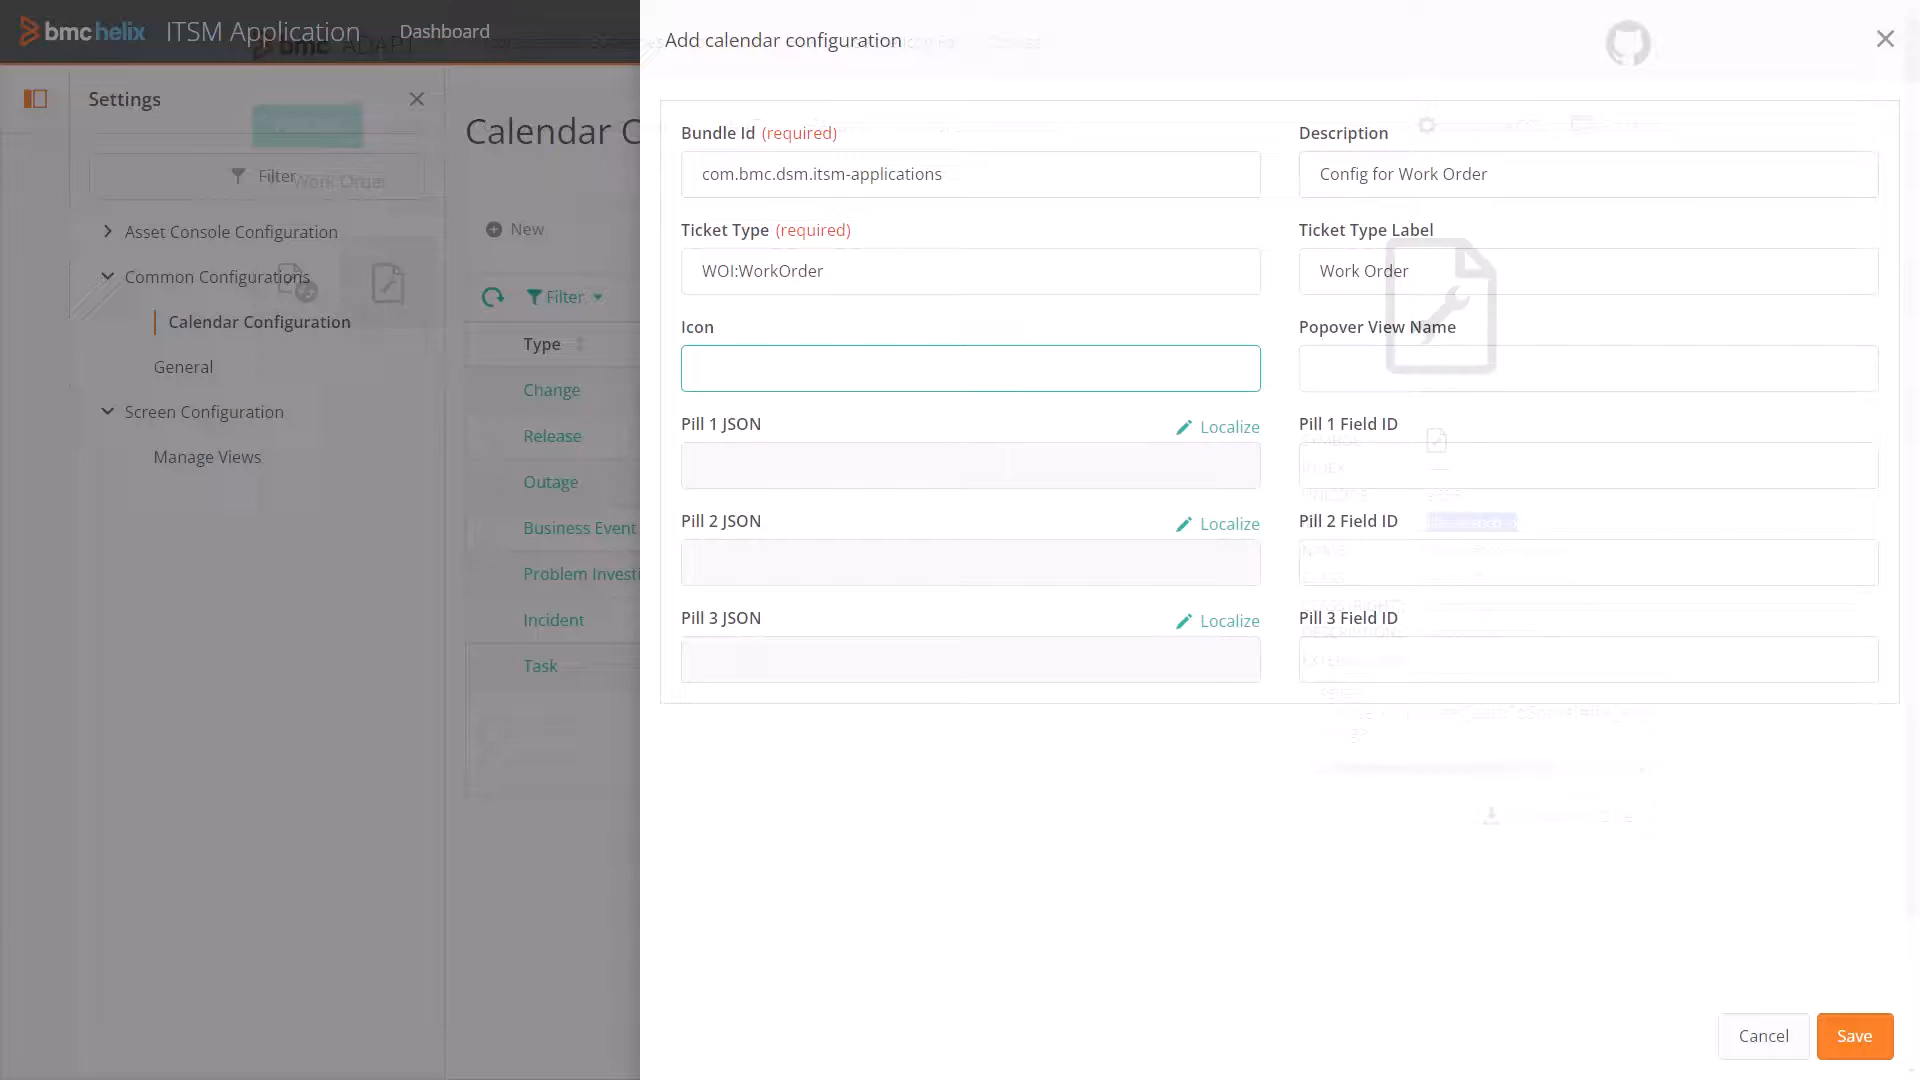 bmc helix ITSM Application Dashboard
Settings
Filter
Work Order
Asset Console Configuration
Common Configurations
Calendar Configuration
General
Screen Configuration
Manage Views
Calendar C
New
Filter
Type
Change
Release
Outage
Business Event
Problem Investi
Incident
Task
Add calendar configuration
Bundle Id (required)
com.bmc.dsm.itsm-applications
Description
Config for Work Order
Ticket Type (required)
WOI:WorkOrder
Ticket Type Label
Work Order
Icon
Popover View Name
Pill 1 JSON
Localize
Pill 1 Field ID
Pill 2 JSON
Localize
Pill 2 Field ID
Pill 3 JSON
Localize
Pill 3 Field ID
Cancel
Save